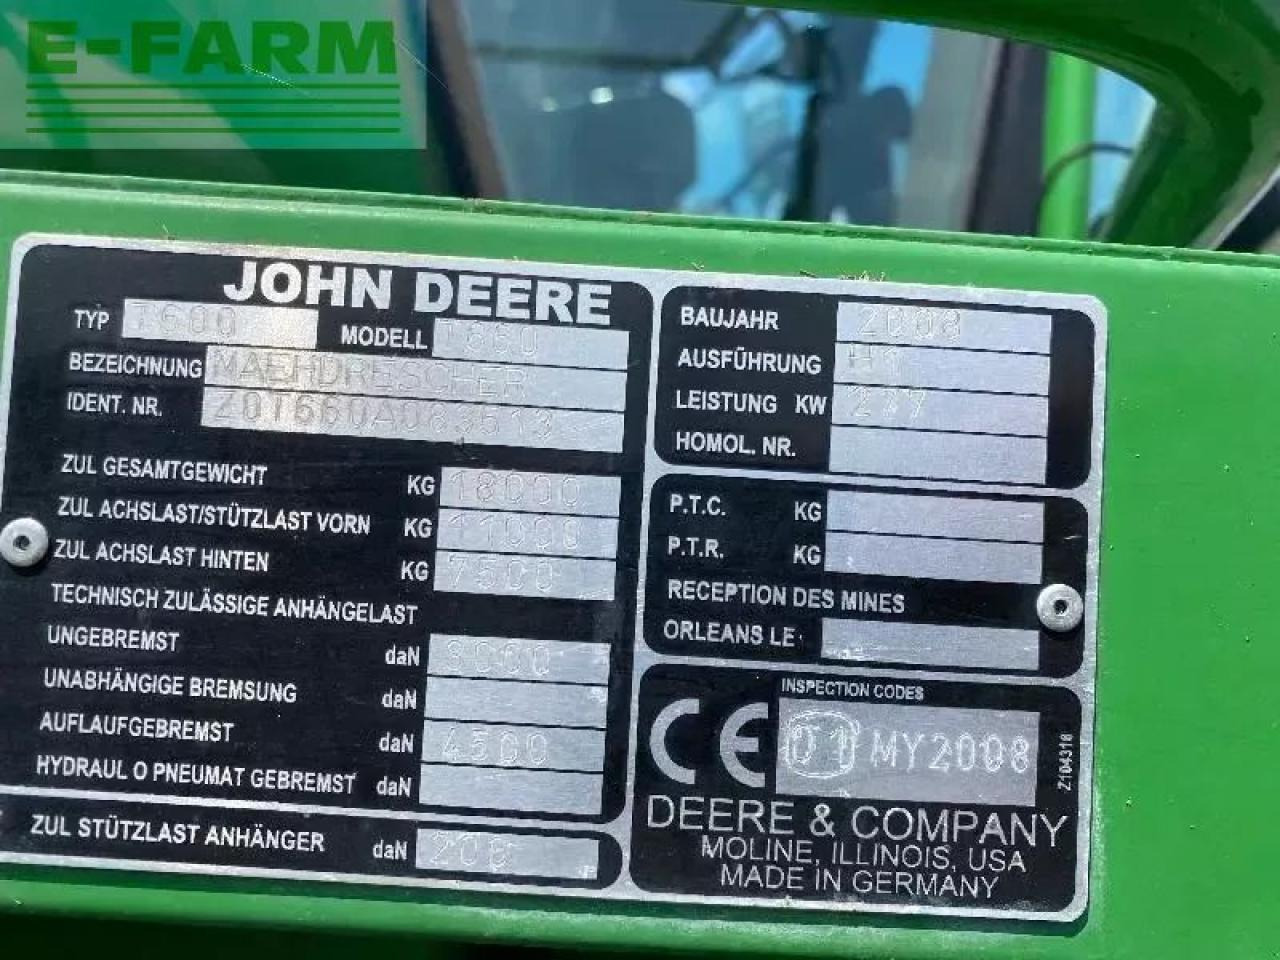 E-FARM
JOHN DEERE
TYP T600 MODELL T660
BEZEICHNUNG MAEHDRESCHER
IDENT. NR. Z0T660A083513
ZUL GESAMTGEWICHT KG 18000
ZUL ACHSLAST/STÜTZLAST VORN KG 11000
ZUL ACHSLAST HINTEN KG 7500
TECHNISCH ZULÄSSIGE ANHÄNGELAST
UNGEBREMST daN 3000
UNABHÄNGIGE BREMSUNG daN
AUFLAUFGEBREMST daN 4500
HYDRAUL O PNEUMAT GEBREMST daN
ZUL STÜTZLAST ANHÄNGER daN
BAUJAHR 2008
AUSFÜHRUNG H1
LEISTUNG KW 277
HOMOL. NR.
P.T.C. KG
P.T.R. KG
RECEPTION DES MINES
ORLEANS LE:
INSPECTION CODES
CE 01 MY2008
Z104318
DEERE & COMPANY
MOLINE, ILLINOIS, USA
MADE IN GERMANY